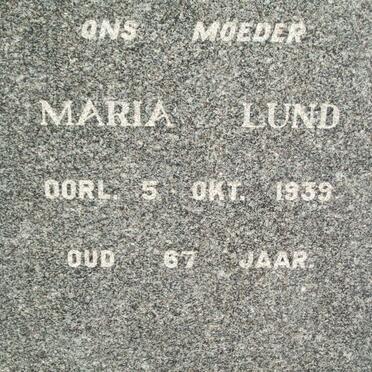 ONS MOEDER
MARIA LUND
OORL. 5 OKT. 1939.
OUD 67 JAAR.